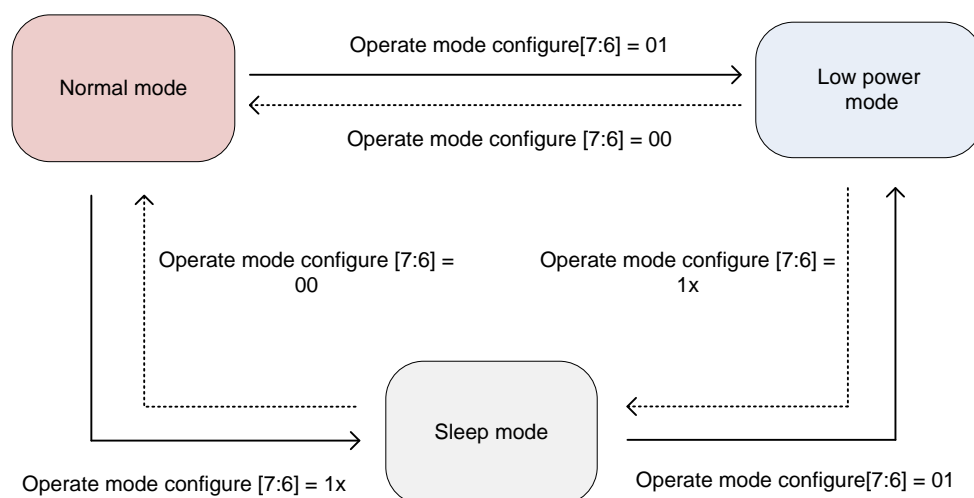 Operate mode configure[7:6] = 01
Normal mode
Low power
mode
Operate mode configure [7:6] = 00
Operate mode configure [7:6] =
00
Operate mode configure [7:6] =
1x
Sleep mode
Operate mode configure [7:6] = 1x
Operate mode configure[7:6] = 01